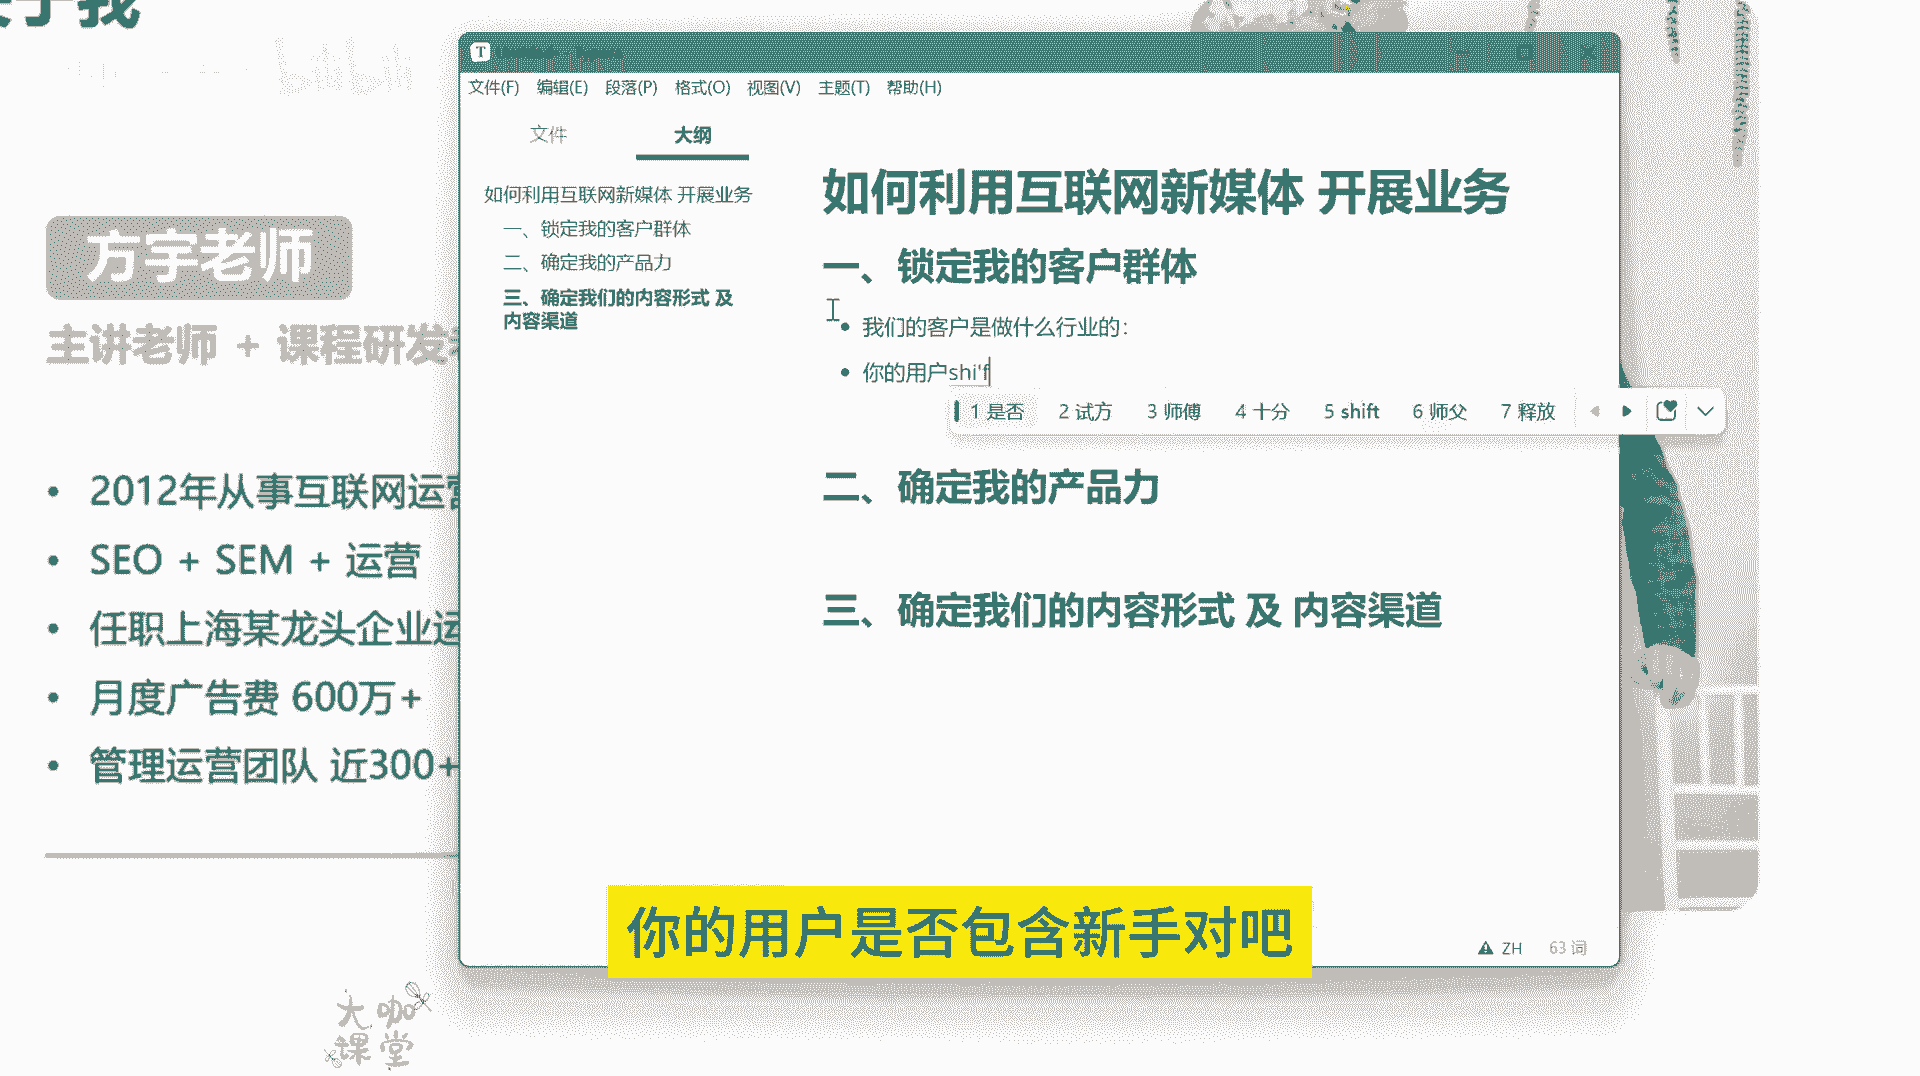 bilibili
方宇老师
主讲老师 + 课程研发
2012年从事互联网运营
SEO + SEM + 运营
任职上海某龙头企业运
月度广告费 600万+
管理运营团队 近300+
文件(F) 编辑(E) 段落(P) 格式(O) 视图(V) 主题(T) 帮助(H)
文件 大纲
如何利用互联网新媒体 开展业务
一、锁定我的客户群体
二、确定我的产品力
三、确定我们的内容形式 及
内容渠道
如何利用互联网新媒体 开展业务
一、锁定我的客户群体
我们的客户是做什么行业的：
你的用户shi'f
1 是否 2 试方 3 师傅 4 十分 5 shift 6 师父 7 释放
二、确定我的产品力
三、确定我们的内容形式 及 内容渠道
你的用户是否包含新手对吧
ZH 63 词
大咖
课堂